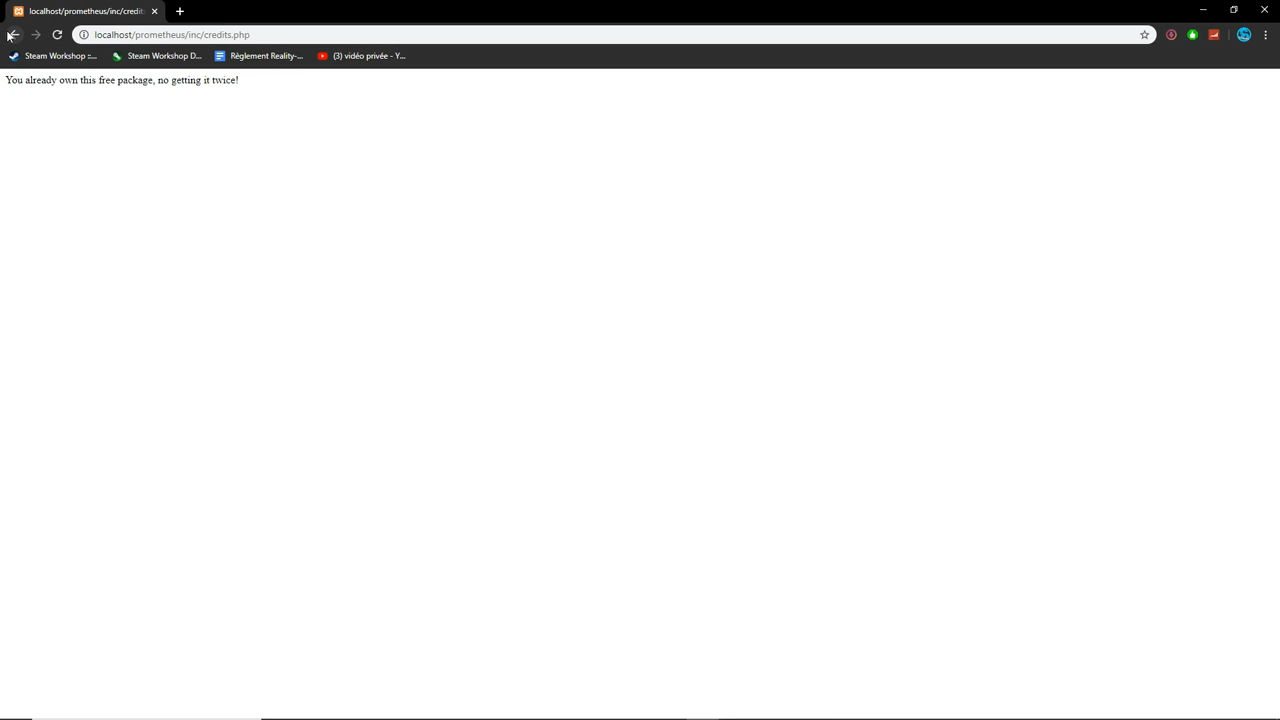 localhost/prometheus/inc/credit
localhost/prometheus/inc/credits.php
Steam Workshop ::...
Steam Workshop D...
Règlement Reality-...
(3) vidéo privée - Y...
You already own this free package, no getting it twice!